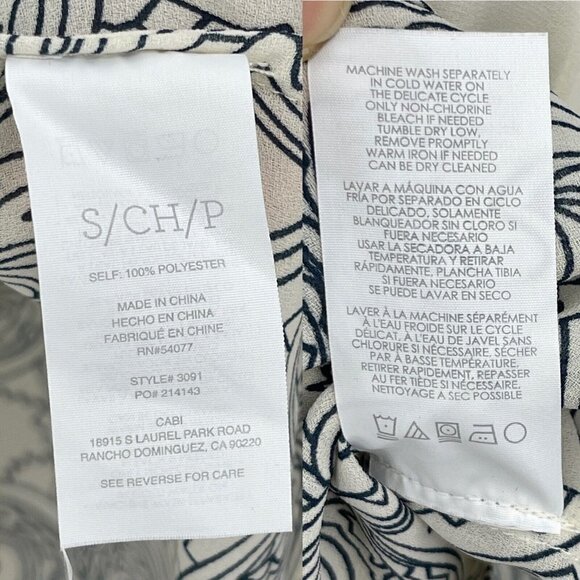 S/CH/P
SELF: 100% POLYESTER
MADE IN CHINA
HECHO EN CHINA
FABRIQUÉ EN CHINE
RN#54077
STYLE# 3091
PO# 214143
CABI
18915 S LAUREL PARK ROAD
RANCHO DOMINGUEZ, CA 90220
SEE REVERSE FOR CARE
MACHINE WASH SEPARATELY
IN COLD WATER ON
THE DELICATE CYCLE
ONLY NON-CHLORINE
BLEACH IF NEEDED
TUMBLE DRY LOW,
REMOVE PROMPTLY
WARM IRON IF NEEDED
CAN BE DRY CLEANED
LAVAR A MÁQUINA CON AGUA
FRÍA POR SEPARADO EN CICLO
DELICADO, SOLAMENTE
BLANQUEADOR SIN CLORO SI
FUERA NECESARIO
USAR LA SECADORA A BAJA
TEMPERATURA Y RETIRAR
RÁPIDAMENTE, PLANCHA TIBIA
SI FUERA NECESARIO
SE PUEDE LAVAR EN SECO
LAVER À LA MACHINE SÉPARÉMENT
À L'EAU FROIDE SUR LE CYCLE
DÉLICAT, À L'EAU DE JAVEL SANS
CHLORURE SI NÉCESSAIRE, SÉCHER
PAR À BASSE TEMPÉRATURE.
RETIRER RAPIDEMENT, REPASSER
AU FER TIÈDE SI NÉCESSAIRE,
NETTOYAGE A SEC POSSIBLE